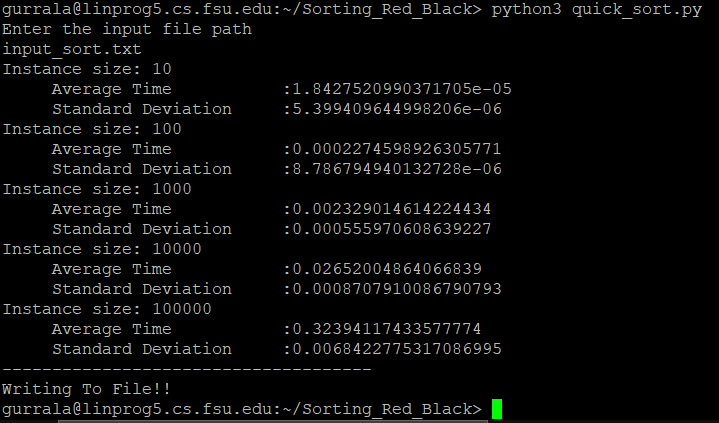 gurrala@linprog5.cs.fsu.edu:~/Sorting_Red_Black> python3 quick_sort.py
Enter the input file path
input_sort.txt
Instance size: 10
     Average Time           :1.8427520990371705e-05
     Standard Deviation     :5.399409644998206e-06
Instance size: 100
     Average Time           :0.0002274598926305771
     Standard Deviation     :8.786794940132728e-06
Instance size: 1000
     Average Time           :0.002329014614224434
     Standard Deviation     :0.000555970608639227
Instance size: 10000
     Average Time           :0.02652004864066839
     Standard Deviation     :0.0008707910086790793
Instance size: 100000
     Average Time           :0.32394117433577774
     Standard Deviation     :0.0068422775317086995
-------------------------------------
Writing To File!!
gurrala@linprog5.cs.fsu.edu:~/Sorting_Red_Black>